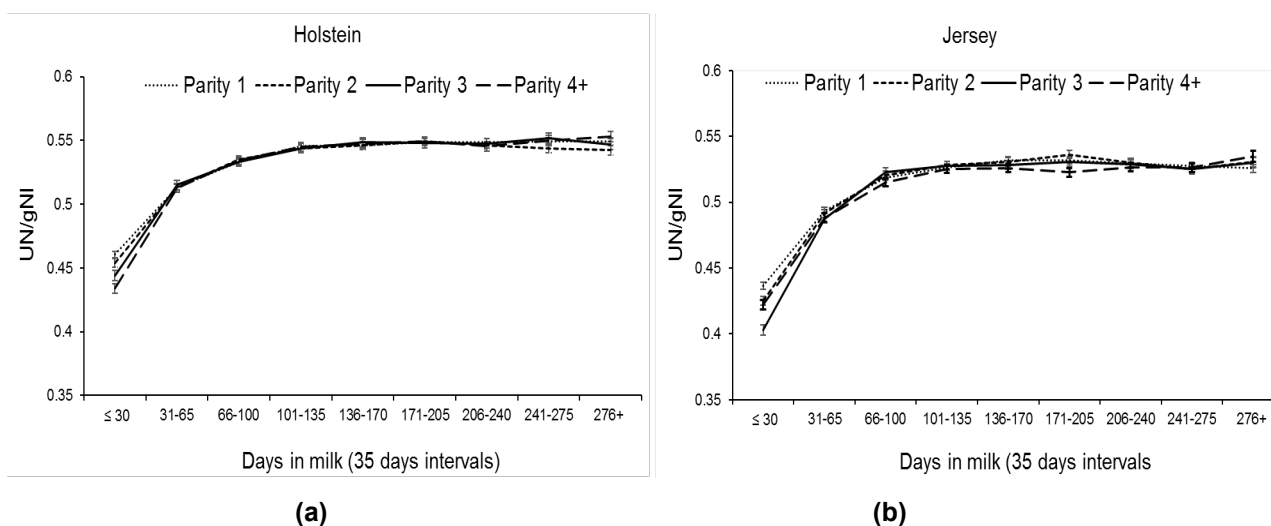 Holstein
0.6
Parity 1 Parity 2 Parity 3 Parity 4+
0.55
0.5
0.45
0.4
0.35
UN/gNI
≤ 30 31-65 66-100 101-135 136-170 171-205 206-240 241-275 276+
Days in milk (35 days intervals)
(a)
Jersey
0.6
Parity 1 Parity 2 Parity 3 Parity 4+
0.55
0.5
0.45
0.4
0.35
UN/gNI
≤ 30 31-65 66-100 101-135 136-170 171-205 206-240 241-275 276+
Days in milk (35 days intervals
(b)